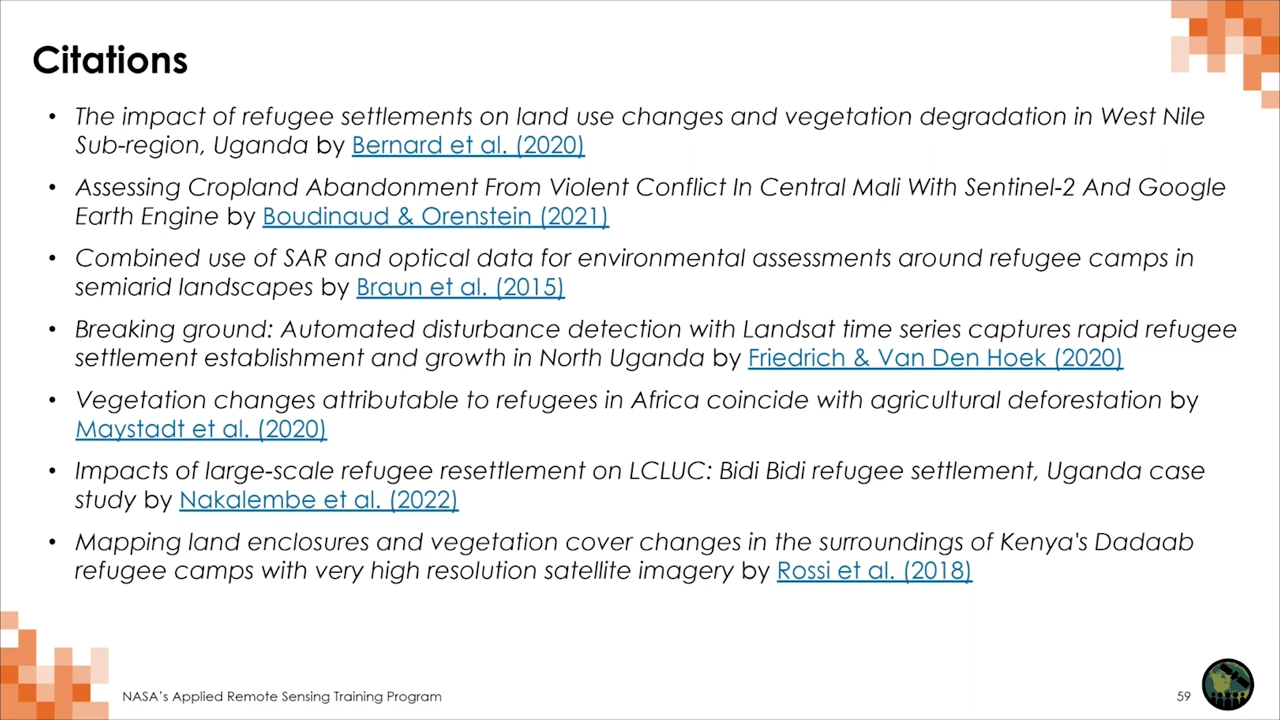 Citations
• The impact of refugee settlements on land use changes and vegetation degradation in West Nile
Sub-region, Uganda by Bernard et al. (2020)
• Assessing Cropland Abandonment From Violent Conflict In Central Mali With Sentinel-2 And Google
Earth Engine by Boudinaud & Orenstein (2021)
• Combined use of SAR and optical data for environmental assessments around refugee camps in
semiarid landscapes by Braun et al. (2015)
• Breaking ground: Automated disturbance detection with Landsat time series captures rapid refugee
settlement establishment and growth in North Uganda by Friedrich & Van Den Hoek (2020)
• Vegetation changes attributable to refugees in Africa coincide with agricultural deforestation by
Maystadt et al. (2020)
• Impacts of large-scale refugee resettlement on LCLUC: Bidi Bidi refugee settlement, Uganda case
study by Nakalembe et al. (2022)
• Mapping land enclosures and vegetation cover changes in the surroundings of Kenya's Dadaab
refugee camps with very high resolution satellite imagery by Rossi et al. (2018)
NASA's Applied Remote Sensing Training Program
59